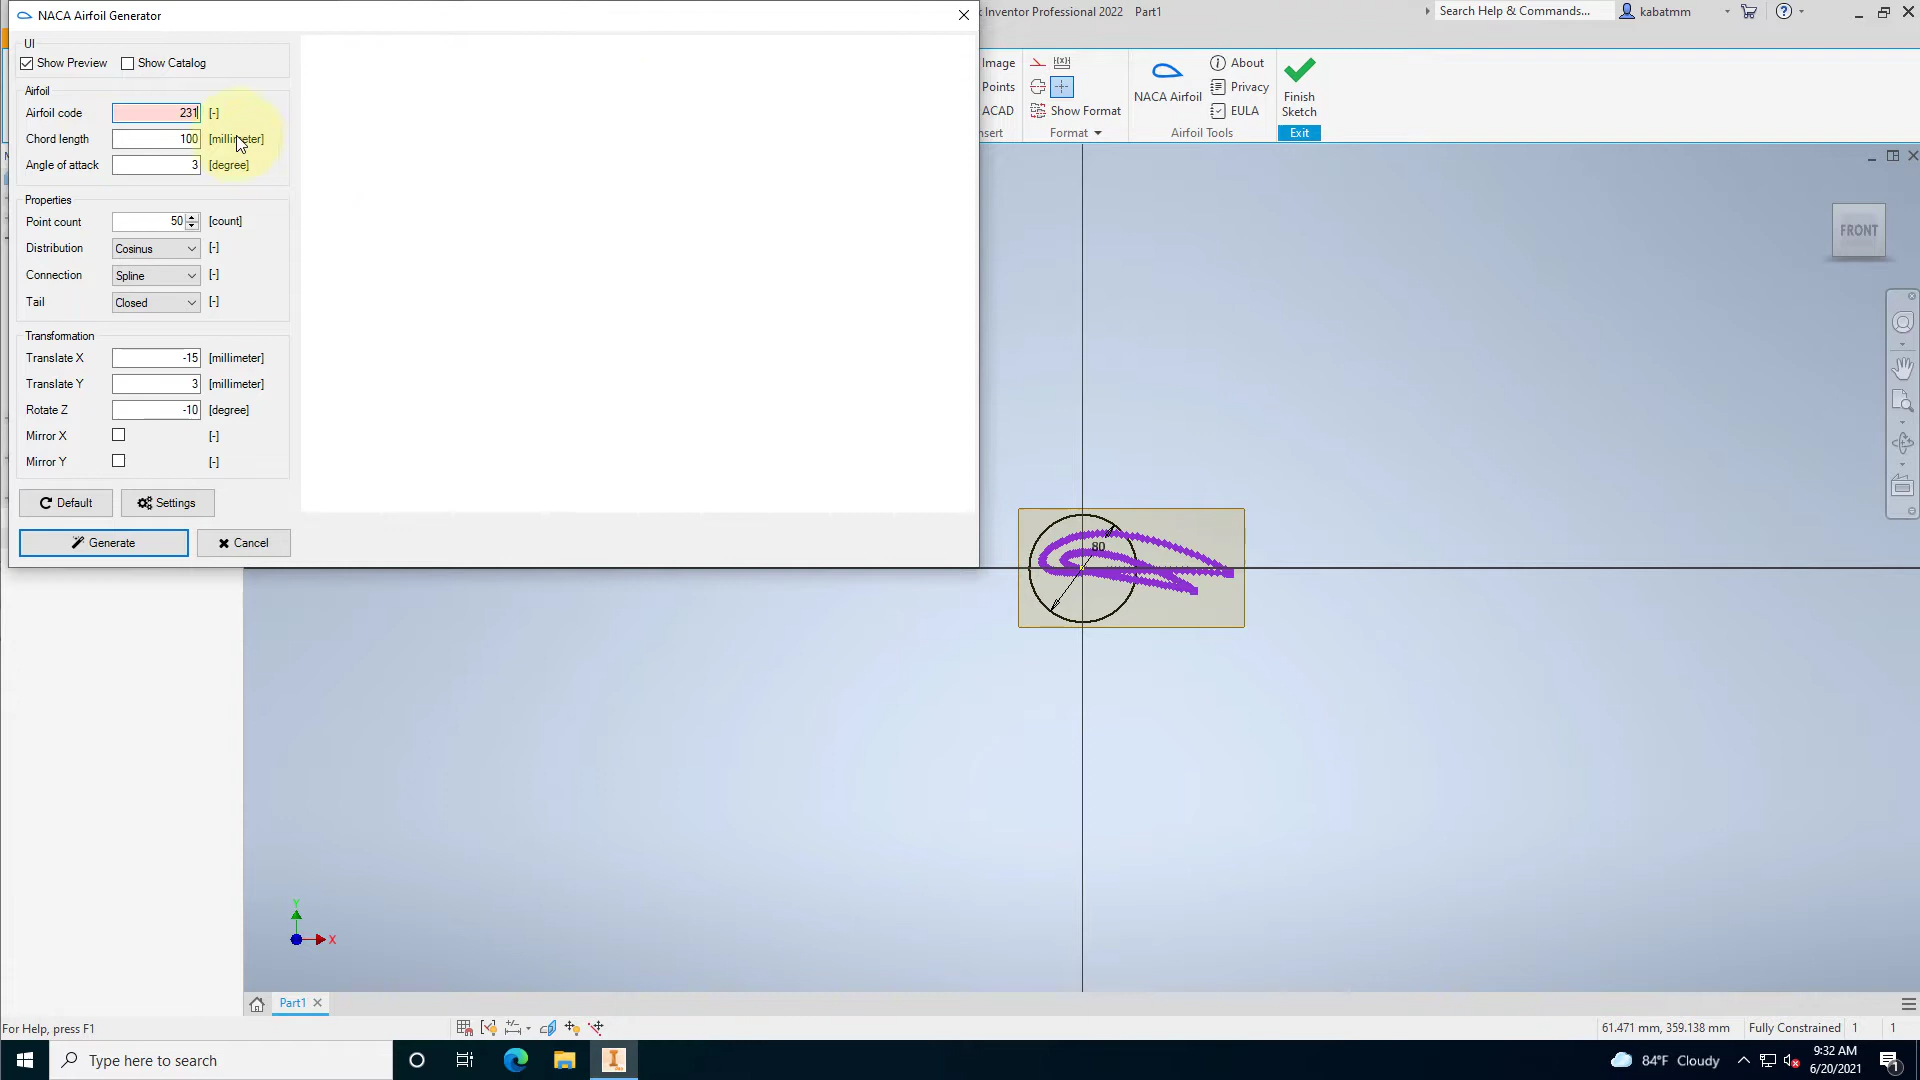 NACA Airfoil Generator
k Inventor Professional 2022 Part1
Search Help & Commands...
kabatmm
UI
Show Preview
Show Catalog
Airfoil
Airfoil code 231 [-]
Chord length 100 [millimeter]
Angle of attack 3 [degree]
Properties
Point count 50 [count]
Distribution Cosinus [-]
Connection Spline [-]
Tail Closed [-]
Transformation
Translate X -15 [millimeter]
Translate Y 3 [millimeter]
Rotate Z -10 [degree]
Mirror X [-]
Mirror Y [-]
Default Settings
Generate Cancel
Image
Points
ACAD
nsert
Show Format
Format
NACA Airfoil
About
Privacy
EULA
Airfoil Tools
Finish
Sketch
Exit
FRONT
80
Y
X
Part1
For Help, press F1
61.471 mm, 359.138 mm Fully Constrained 1 1
Type here to search
84°F Cloudy
9:32 AM
6/20/2021
1